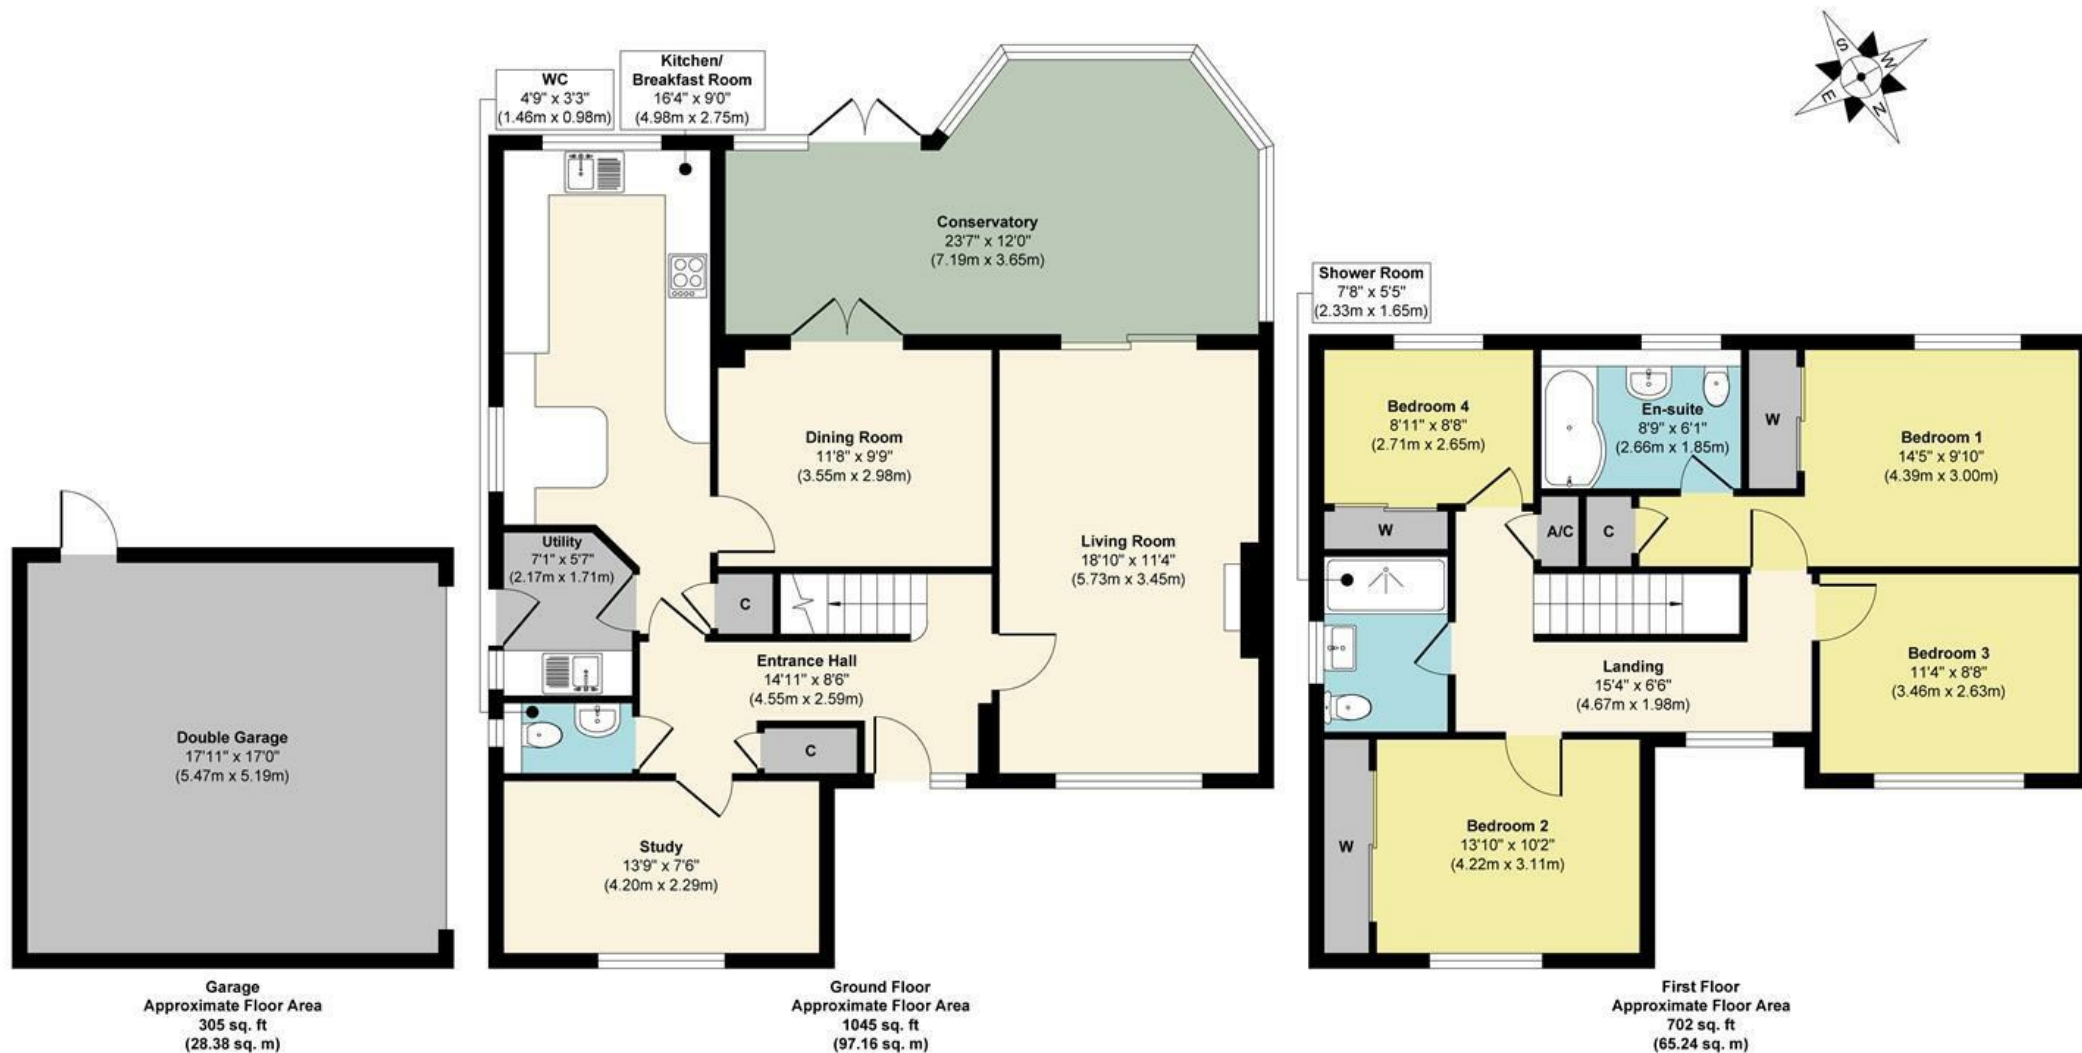 WC
4'9" x 3'3"
(1.46m x 0.98m)
Kitchen/
Breakfast Room
16'4" x 9'0"
(4.98m x 2.75m)
S
W
E
N
Conservatory
23'7" x 12'0"
(7.19m x 3.65m)
Dining Room
11'8" x 9'9"
(3.55m x 2.98m)
Living Room
18'10" x 11'4"
(5.73m x 3.45m)
Utility
7'1" x 5'7"
(2.17m x 1.71m)
C
Entrance Hall
14'11" x 8'6"
(4.55m x 2.59m)
C
Study
13'9" x 7'6"
(4.20m x 2.29m)
Double Garage
17'11" x 17'0"
(5.47m x 5.19m)
Shower Room
7'8" x 5'5"
(2.33m x 1.65m)
Bedroom 4
8'11" x 8'8"
(2.71m x 2.65m)
W
En-suite
8'9" x 6'1"
(2.66m x 1.85m)
W
Bedroom 1
14'5" x 9'10"
(4.39m x 3.00m)
A/C
C
Landing
15'4" x 6'6"
(4.67m x 1.98m)
Bedroom 3
11'4" x 8'8"
(3.46m x 2.63m)
W
Bedroom 2
13'10" x 10'2"
(4.22m x 3.11m)
Garage
Approximate Floor Area
305 sq. ft
(28.38 sq. m)
Ground Floor
Approximate Floor Area
1045 sq. ft
(97.16 sq. m)
First Floor
Approximate Floor Area
702 sq. ft
(65.24 sq. m)